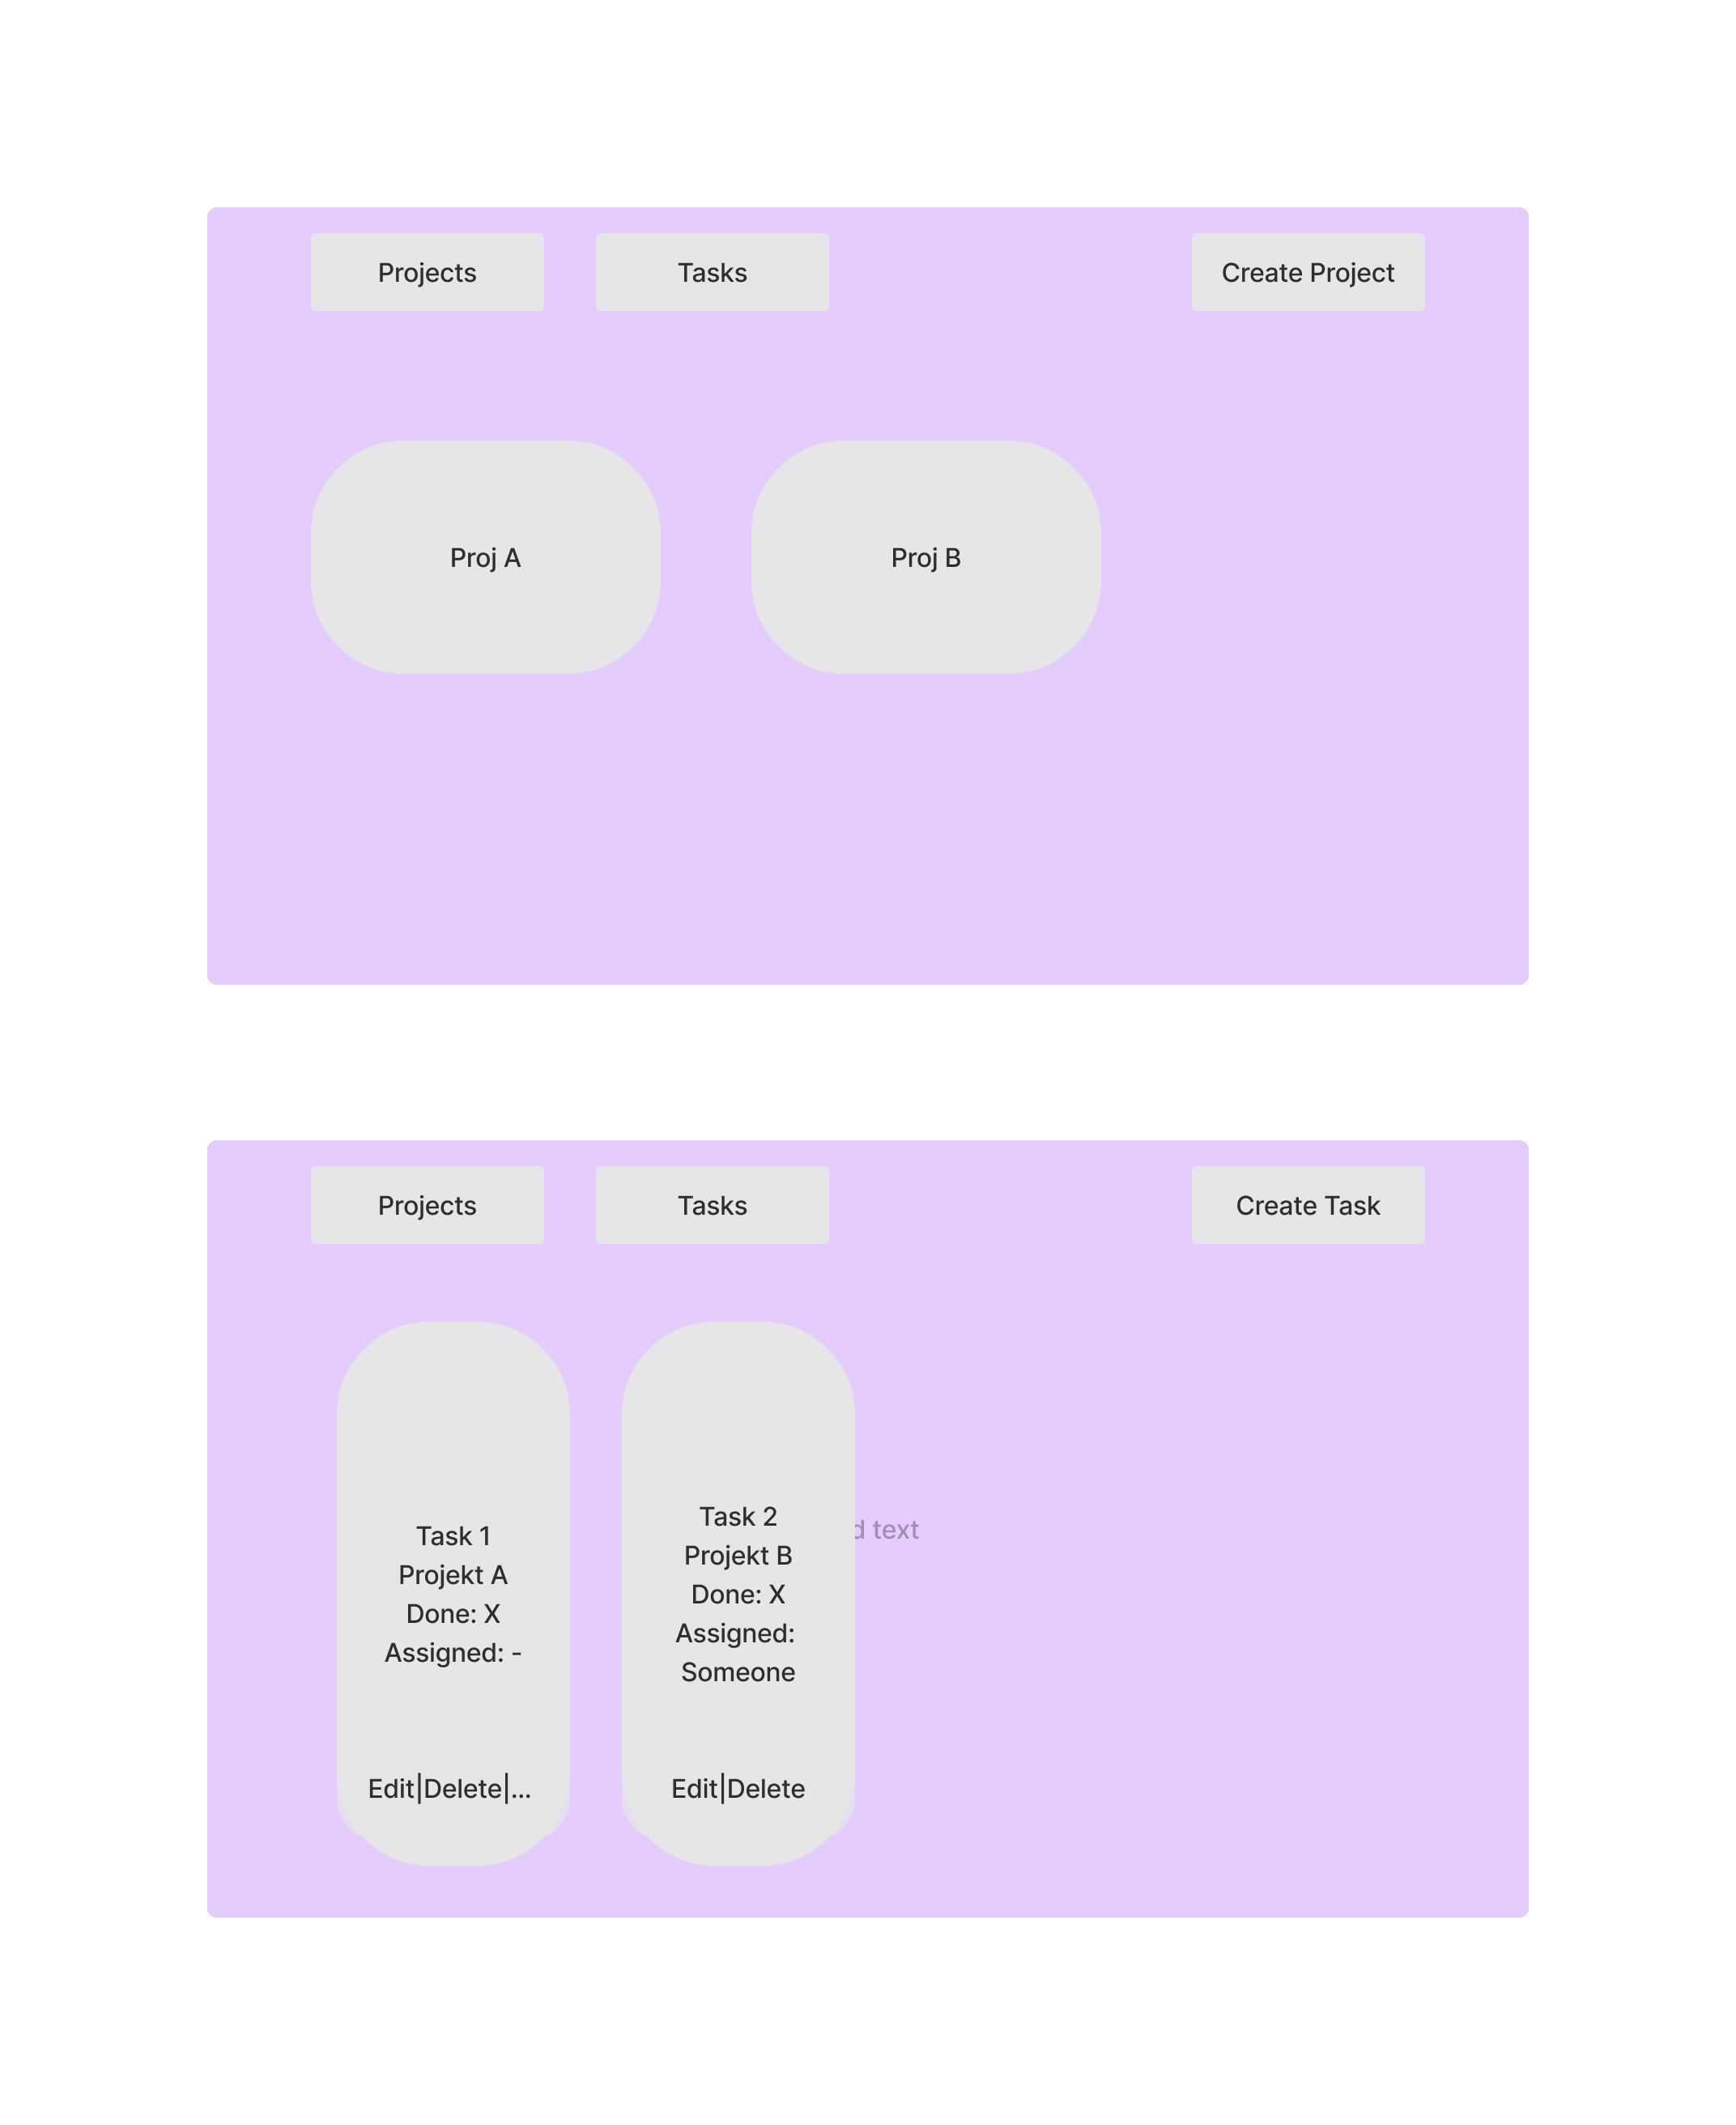 Projects Tasks Create Project
Proj A Proj B
Projects Tasks Create Task
Task 1
Projekt A
Done: X
Assigned: -
Edit|Delete|...
Task 2
Projekt B
Done: X
Assigned:
Someone
Edit|Delete
text